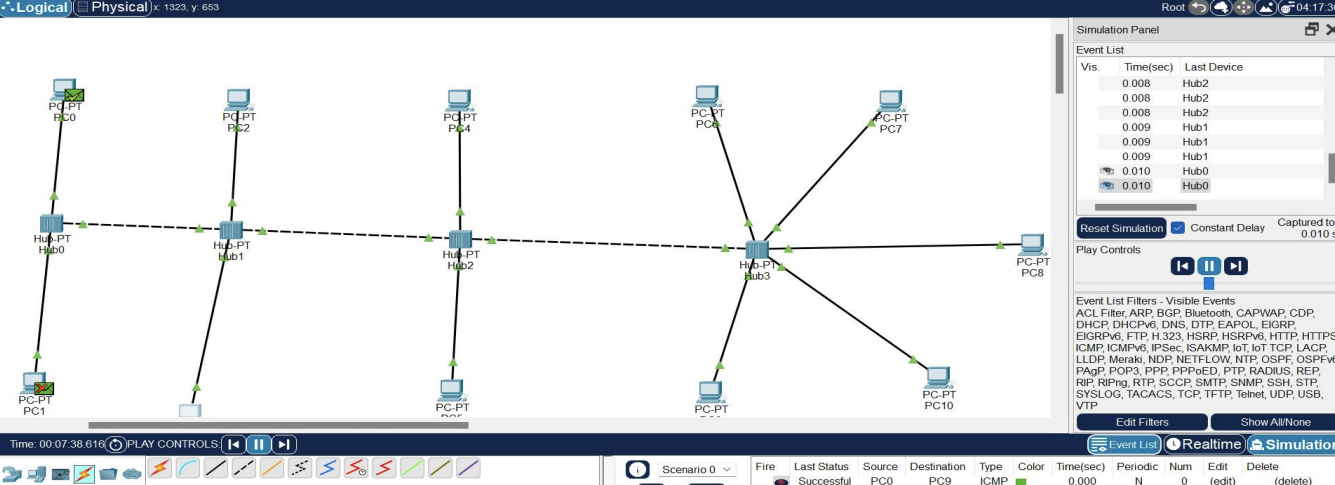 Logical Physical x: 1323, y: 653 Root 04:17:30
Simulation Panel
Event List
Vis. Time(sec) Last Device
0.008 Hub2
0.008 Hub2
0.008 Hub2
0.009 Hub1
0.009 Hub1
0.009 Hub1
0.010 Hub0
0.010 Hub0
Reset Simulation Constant Delay Captured to
0.010 s
Play Controls
Event List Filters - Visible Events
ACL Filter, ARP, BGP, Bluetooth, CAPWAP, CDP,
DHCP, DHCPv6, DNS, DTP, EAPOL, EIGRP,
EIGRPv6, FTP, H.323, HSRP, HSRPv6, HTTP, HTTPS
ICMP, ICMPv6, IPSec, ISAKMP, IoT, IoT TCP, LACP,
LLDP, Meraki, NDP, NETFLOW, NTP, OSPF, OSPFv6
PAgP, POP3, PPP, PPPoED, PTP, RADIUS, REP,
RIP, RIPng, RTP, SCCP, SMTP, SNMP, SSH, STP,
SYSLOG, TACACS, TCP, TFTP, Telnet, UDP, USB,
VTP
Edit Filters Show All/None
PC-PT
PC0
PC-PT
PC2
PC-PT
PC4
PC-PT
PC6
PC-PT
PC7
Hub-PT
Hub0
Hub-PT
Hub1
Hub-PT
Hub2
Hub-PT
Hub3
PC-PT
PC8
PC-PT
PC1
PC-PT
PC-PT
PC-PT
PC10
Time: 00:07:38.616 PLAY CONTROLS: Event List Realtime Simulation
Scenario 0 Fire Last Status Source Destination Type Color Time(sec) Periodic Num Edit Delete
Successful PC0 PC9 ICMP 0.000 N 0 (edit) (delete)